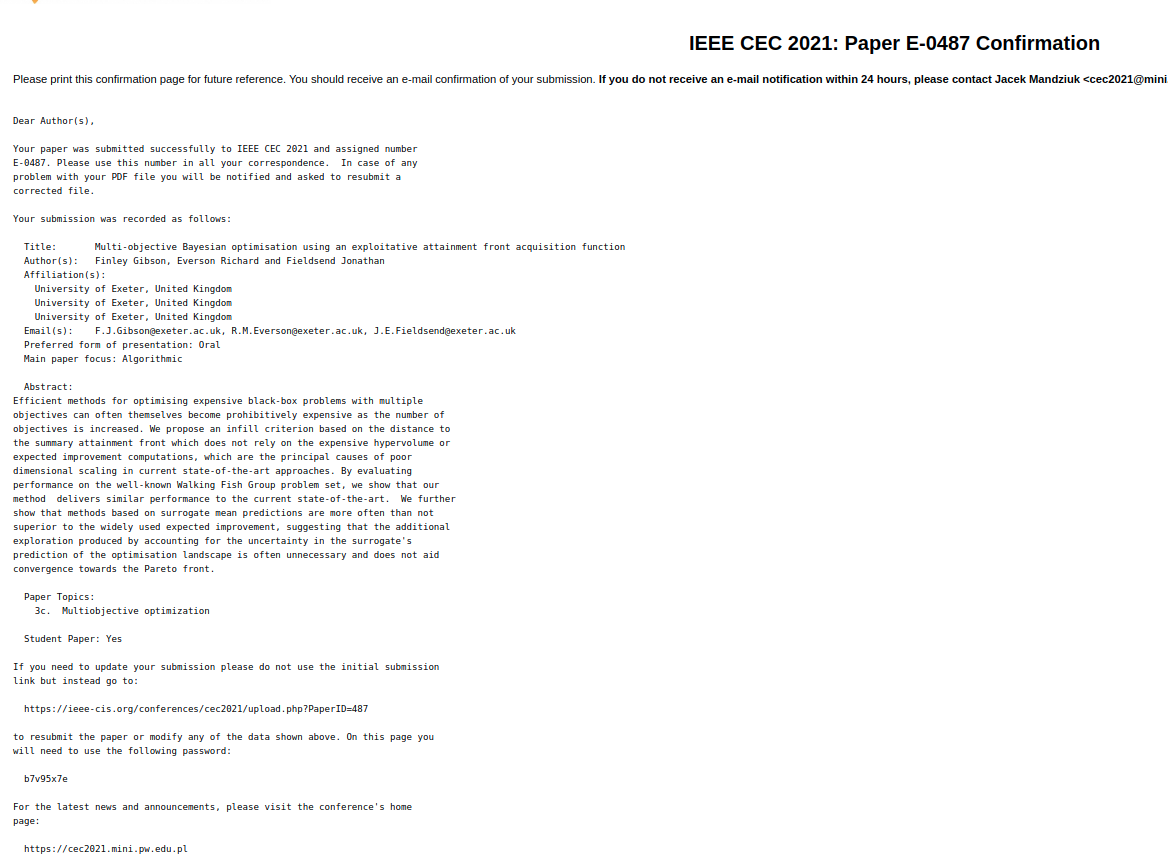 IEEE CEC 2021: Paper E-0487 Confirmation
Please print this confirmation page for future reference. You should receive an e-mail confirmation of your submission. If you do not receive an e-mail notification within 24 hours, please contact Jacek Mandziuk <cec2021@mini
Dear Author(s),
Your paper was submitted successfully to IEEE CEC 2021 and assigned number
E-0487. Please use this number in all your correspondence.  In case of any
problem with your PDF file you will be notified and asked to resubmit a
corrected file.
Your submission was recorded as follows:
Title:       Multi-objective Bayesian optimisation using an exploitative attainment front acquisition function
Author(s):   Finley Gibson, Everson Richard and Fieldsend Jonathan
Affiliation(s):
University of Exeter, United Kingdom
University of Exeter, United Kingdom
University of Exeter, United Kingdom
Email(s):    F.J.Gibson@exeter.ac.uk, R.M.Everson@exeter.ac.uk, J.E.Fieldsend@exeter.ac.uk
Preferred form of presentation: Oral
Main paper focus: Algorithmic
Abstract:
Efficient methods for optimising expensive black-box problems with multiple
objectives can often themselves become prohibitively expensive as the number of
objectives is increased. We propose an infill criterion based on the distance to
the summary attainment front which does not rely on the expensive hypervolume or
expected improvement computations, which are the principal causes of poor
dimensional scaling in current state-of-the-art approaches. By evaluating
performance on the well-known Walking Fish Group problem set, we show that our
method  delivers similar performance to the current state-of-the-art.  We further
show that methods based on surrogate mean predictions are more often than not
superior to the widely used expected improvement, suggesting that the additional
exploration produced by accounting for the uncertainty in the surrogate's
prediction of the optimisation landscape is often unnecessary and does not aid
convergence towards the Pareto front.
Paper Topics:
3c.  Multiobjective optimization
Student Paper: Yes
If you need to update your submission please do not use the initial submission
link but instead go to:
https://ieee-cis.org/conferences/cec2021/upload.php?PaperID=487
to resubmit the paper or modify any of the data shown above. On this page you
will need to use the following password:
b7v95x7e
For the latest news and announcements, please visit the conference's home
page:
https://cec2021.mini.pw.edu.pl